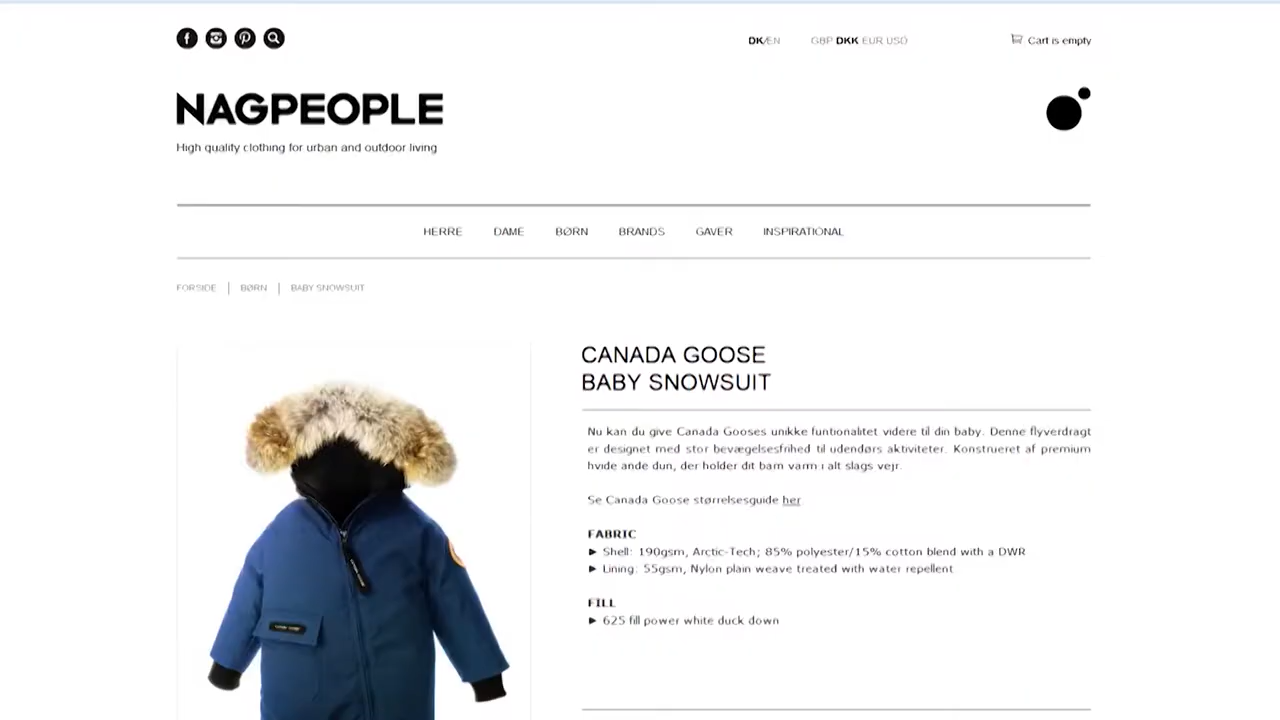 DK/EN
GBP DKK EUR USD
Cart is empty
NAGPEOPLE
High quality clothing for urban and outdoor living
HERRE DAME BØRN BRANDS GAVER INSPIRATIONAL
FORSIDE | BØRN | BABY SNOWSUIT
CANADA GOOSE
BABY SNOWSUIT
Nu kan du give Canada Gooses unikke funtionalitet videre til din baby. Denne flyverdragt
er designet med stor bevægelsesfrihed til udendørs aktiviteter. Konstrueret af premium
hvide ande dun, der holder dit barn varm i alt slags vejr.
Se Canada Goose størrelsesguide her
FABRIC
► Shell: 190gsm, Arctic-Tech; 85% polyester/15% cotton blend with a DWR
► Lining: 55gsm, Nylon plain weave treated with water repellent
FILL
► 625 fill power white duck down